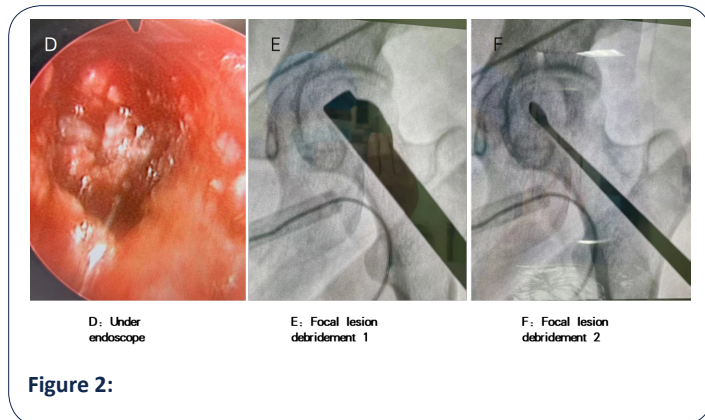 D
E
F
D: Under
endoscope
E: Focal lesion
debridement 1
F: Focal lesion
debridement 2
Figure 2: